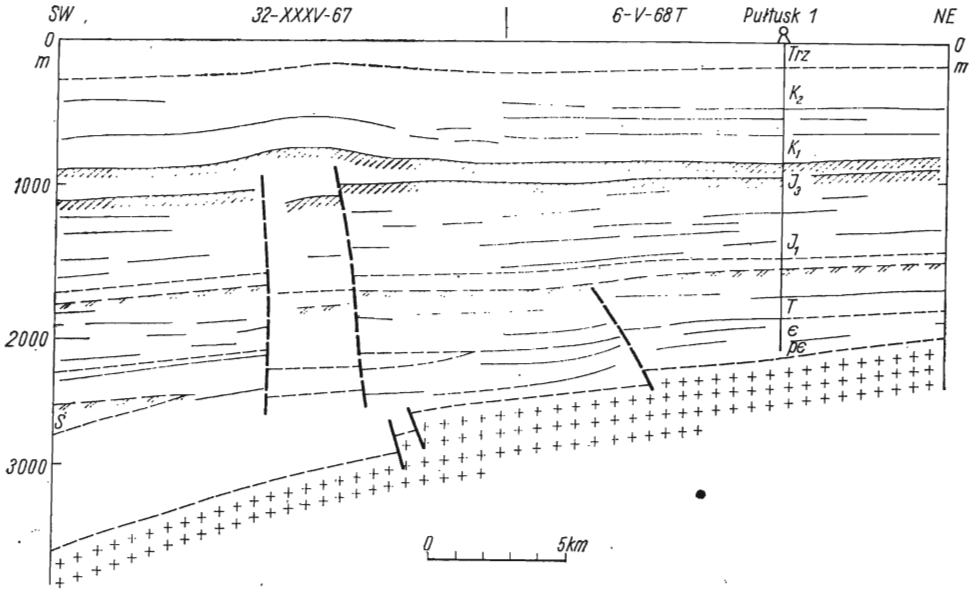 SW 32-XXXV-67 6-V-68T Pułtusk 1 NE
0 0
m m
Trz
K₂
K₁
1000
J₃
J₁
T
2000
Є
pЄ
S
3000
0 5km